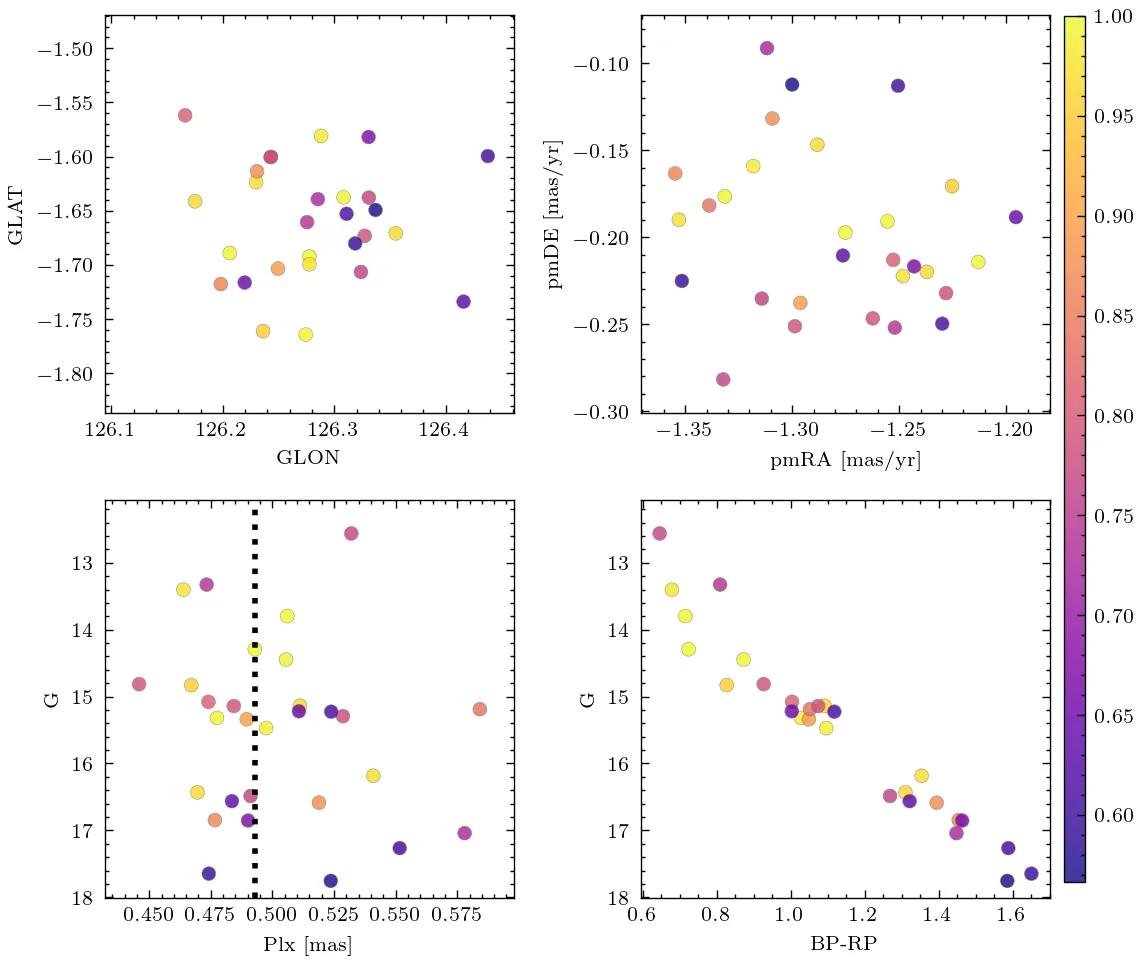 −1.50
−1.55
−1.60
−1.65
−1.70
−1.75
−1.80
GLAT
126.1 126.2 126.3 126.4
GLON
−0.10
−0.15
−0.20
−0.25
−0.30
pmDE [mas/yr]
−1.35 −1.30 −1.25 −1.20
pmRA [mas/yr]
1.00
0.95
0.90
0.85
0.80
0.75
0.70
0.65
0.60
13
14
15
16
17
18
G
0.450 0.475 0.500 0.525 0.550 0.575
Plx [mas]
13
14
15
16
17
18
G
0.6 0.8 1.0 1.2 1.4 1.6
BP-RP